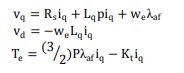 v_q = R_s i_q + L_q p i_q + w_e λ_af
v_d = −w_e L_q i_q
T_e = (3/2) P λ_af i_q − K_t i_q